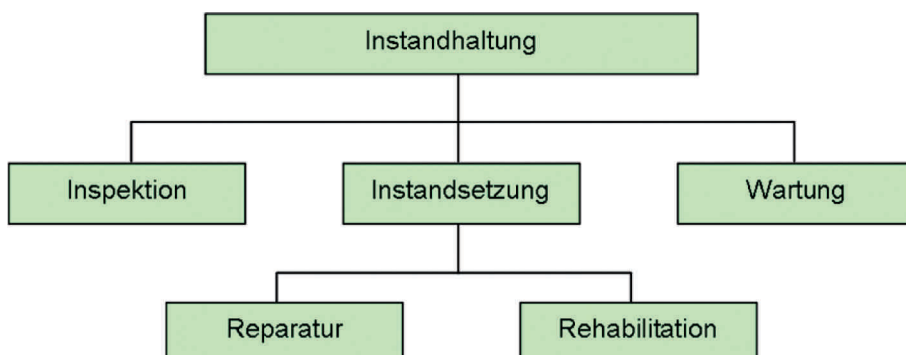 Instandhaltung
Inspektion
Instandsetzung
Wartung
Reparatur
Rehabilitation